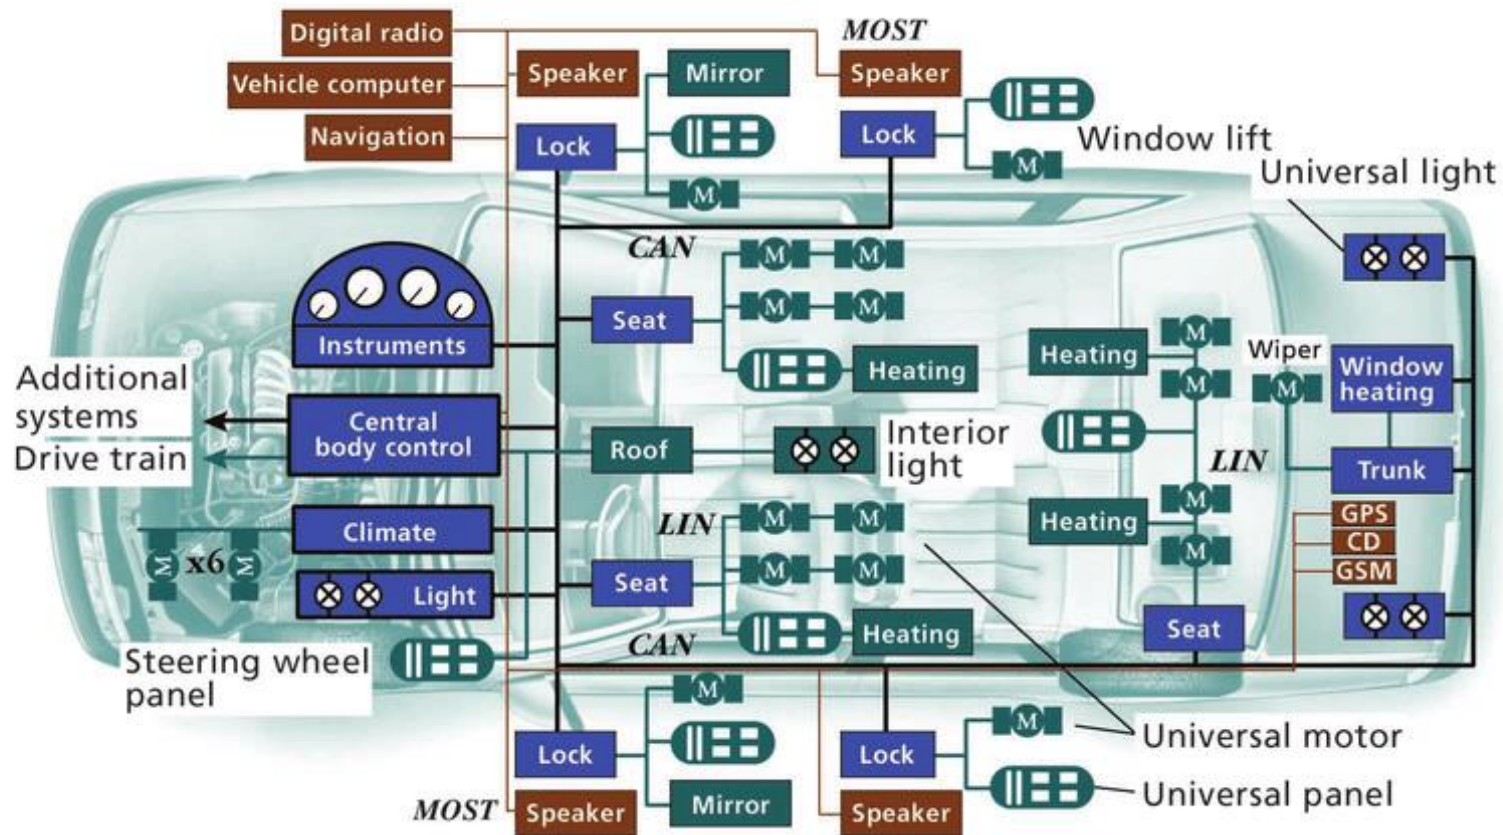 Digital radio
MOST
Speaker
Mirror
Speaker
Vehicle computer
Navigation
Lock
Lock
Window lift
M
M
Universal light
CAN
M
M
Seat
M
M
Instruments
Heating
Heating
M
M
Wiper
M
Window
heating
Additional
systems
Drive train
Central
body control
Roof
Interior
light
LIN
Trunk
LIN
M
M
Climate
Heating
M
M
GPS
CD
GSM
M
x6
M
Seat
M
M
Light
CAN
Heating
Seat
Steering wheel
panel
M
M
Lock
Lock
Universal motor
Mirror
Universal panel
MOST
Speaker
Speaker